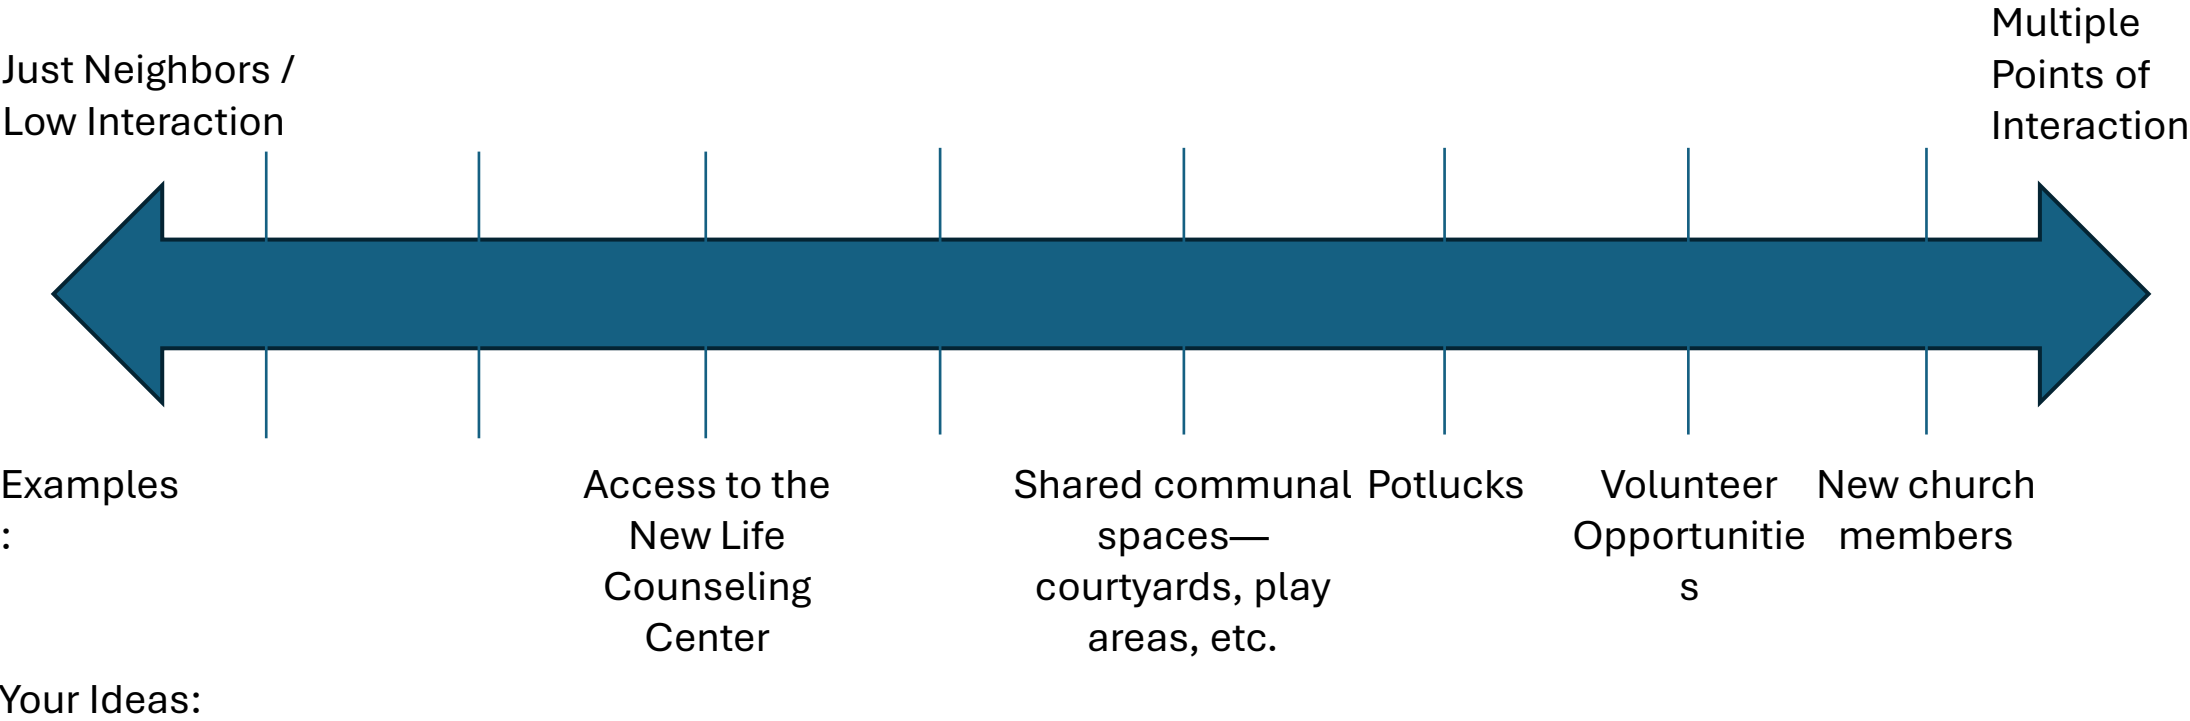 Just Neighbors /
Low Interaction
Multiple
Points of
Interaction
Examples
:
Access to the
New Life
Counseling
Center
Shared communal
spaces—
courtyards, play
areas, etc.
Potlucks
Volunteer
Opportunitie
s
New church
members
Your Ideas: